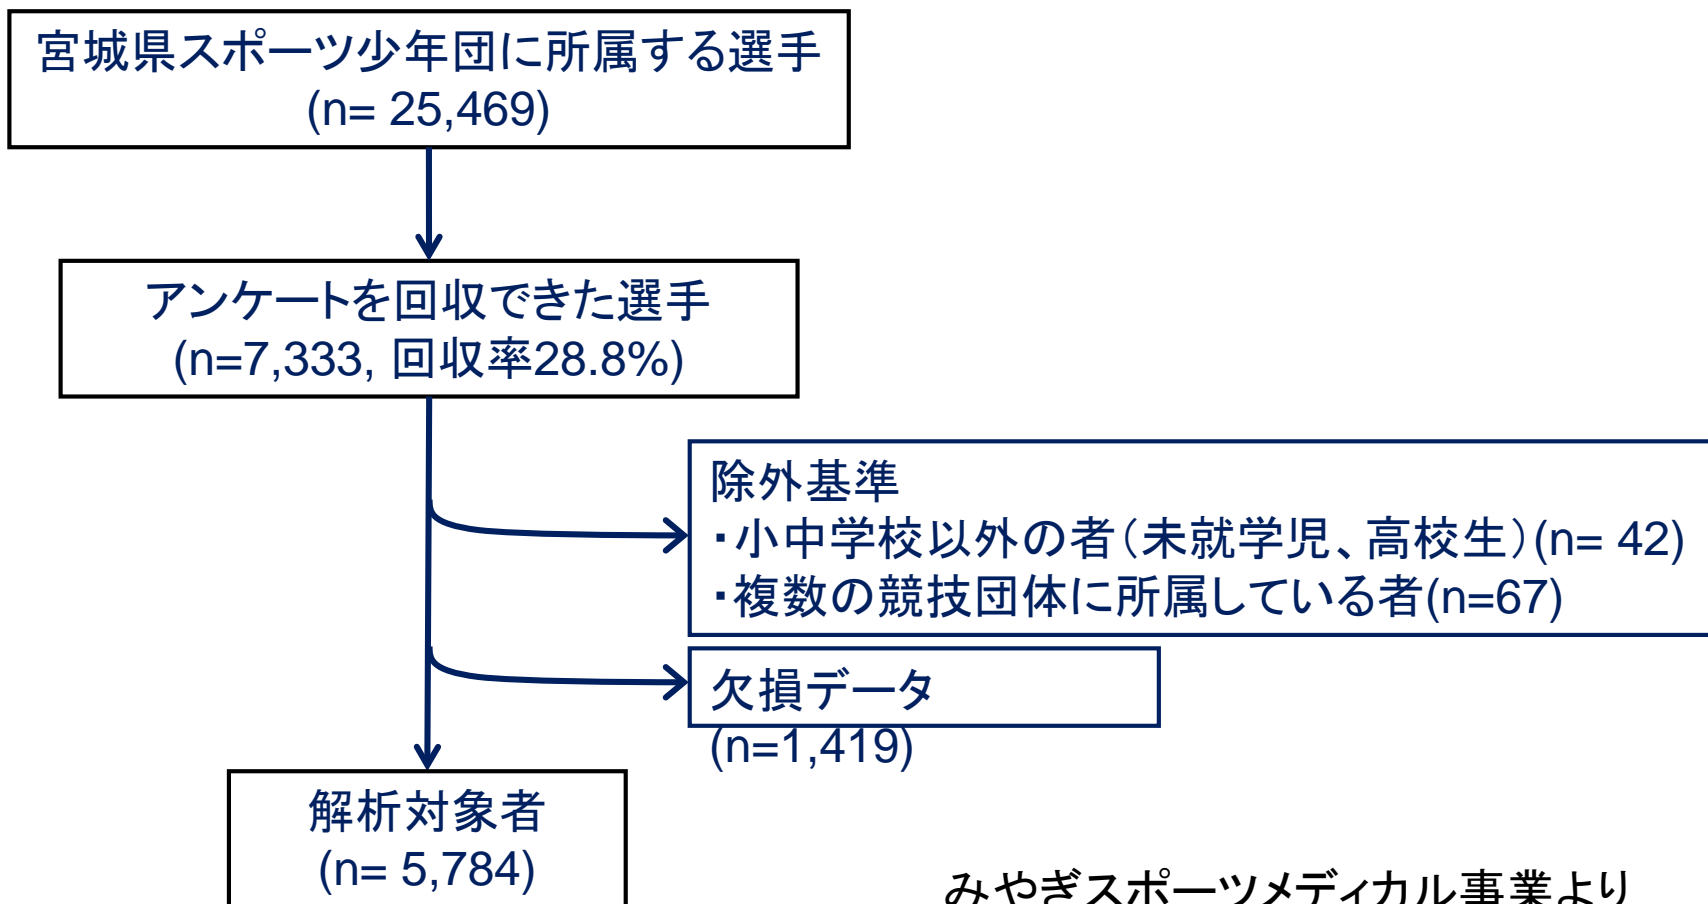 宮城県スポーツ少年団に所属する選手
(n= 25,469)
アンケートを回収できた選手
(n=7,333, 回収率28.8%)
除外基準
・小中学校以外の者（未就学児、高校生）(n= 42)
・複数の競技団体に所属している者(n=67)
欠損データ
(n=1,419)
解析対象者
(n= 5,784)
みやぎスポーツメディカル事業より